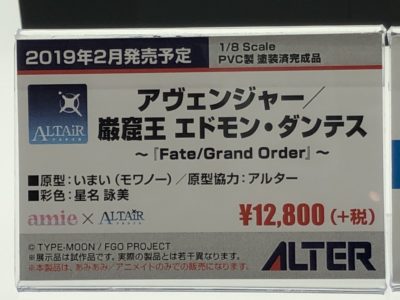 2019年2月発売予定
1/8 Scale
PVC製 塗装済完成品
ALTAiR
アヴェンジャー／
巌窟王 エドモン・ダンテス
～『Fate/Grand Order』～
■原型：いまい（モワノー）／原型協力：アルター
■彩色：星名 詠美
amie × ALTAiR
¥12,800（+税）
© TYPE-MOON / FGO PROJECT
※展示品は試作品です。実際の製品とは若干異なります。
※本製品は、あみあみ／アニメイトのみでの販売になります。
ALTER